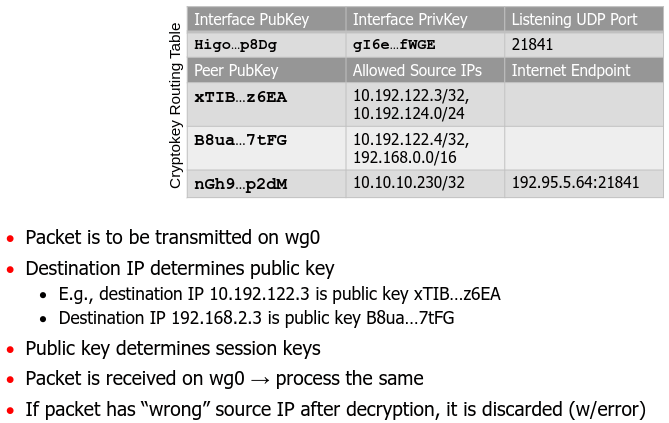 Cryptokey Routing Table
Interface PubKey Interface PrivKey Listening UDP Port
Higo…p8Dg gI6e…fWGE 21841
Peer PubKey Allowed Source IPs Internet Endpoint
xTIB…z6EA 10.192.122.3/32,
10.192.124.0/24
B8ua…7tFG 10.192.122.4/32,
192.168.0.0/16
nGh9…p2dM 10.10.10.230/32 192.95.5.64:21841
• Packet is to be transmitted on wg0
• Destination IP determines public key
• E.g., destination IP 10.192.122.3 is public key xTIB…z6EA
• Destination IP 192.168.2.3 is public key B8ua…7tFG
• Public key determines session keys
• Packet is received on wg0 → process the same
• If packet has “wrong” source IP after decryption, it is discarded (w/error)